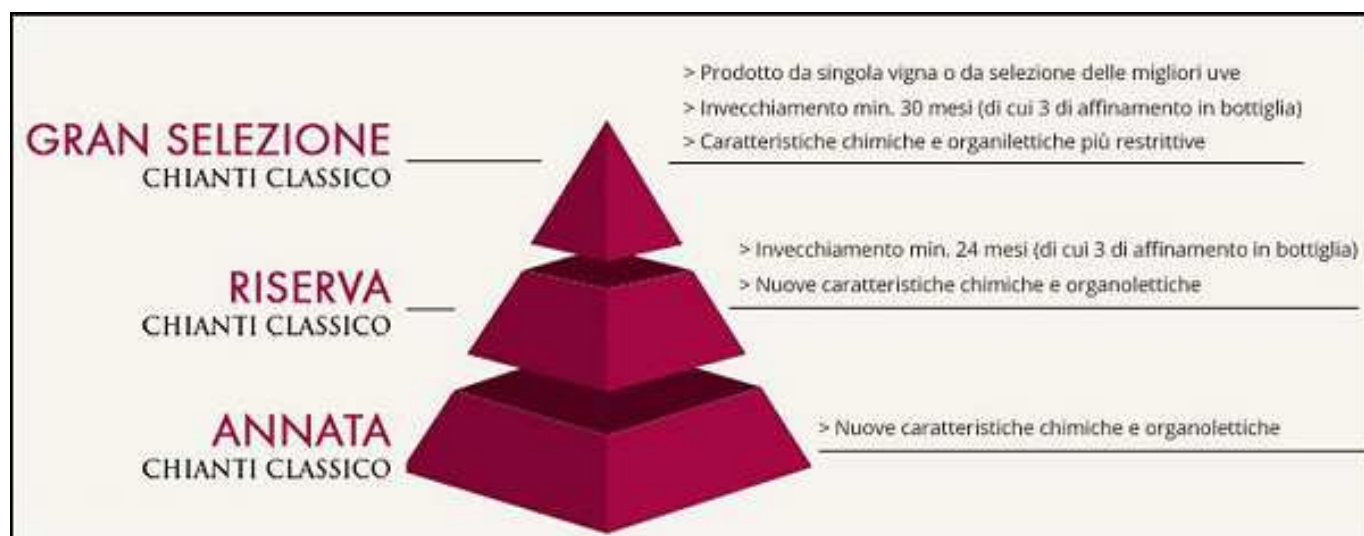 GRAN SELEZIONE
CHIANTI CLASSICO
> Prodotto da singola vigna o da selezione delle migliori uve
> Invecchiamento min. 30 mesi (di cui 3 di affinamento in bottiglia)
> Caratteristiche chimiche e organilettiche più restrittive
RISERVA
CHIANTI CLASSICO
> Invecchiamento min. 24 mesi (di cui 3 di affinamento in bottiglia)
> Nuove caratteristiche chimiche e organolettiche
ANNATA
CHIANTI CLASSICO
> Nuove caratteristiche chimiche e organolettiche